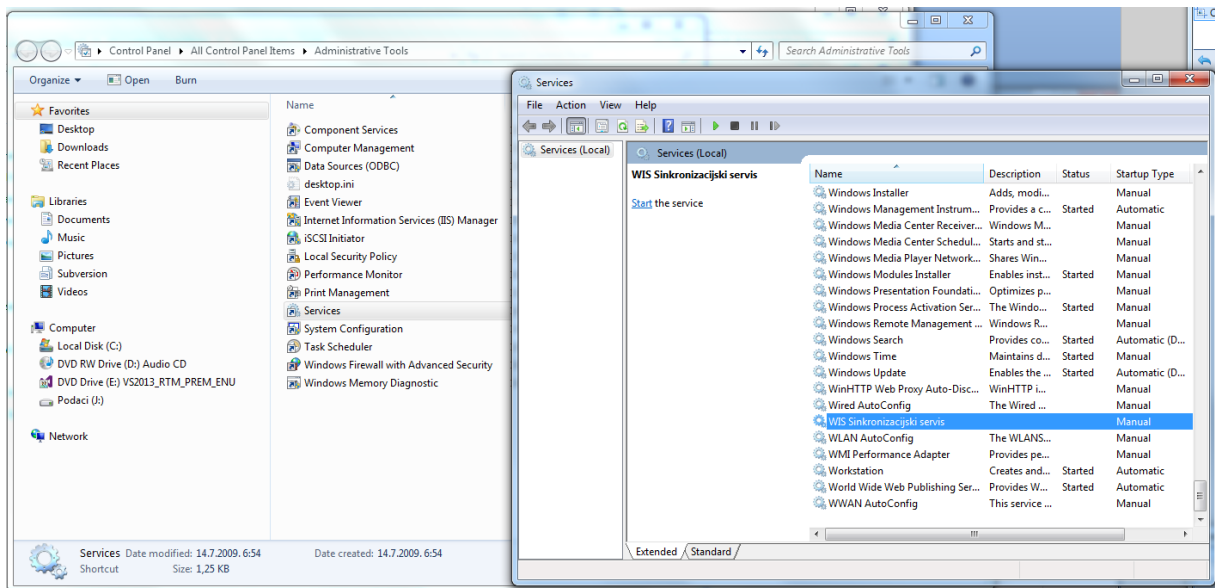 Control Panel ▸ All Control Panel Items ▸ Administrative Tools
Search Administrative Tools
Organize
Open
Burn
Favorites
Desktop
Downloads
Recent Places
Libraries
Documents
Music
Pictures
Subversion
Videos
Computer
Local Disk (C:)
DVD RW Drive (D:) Audio CD
DVD Drive (E:) VS2013_RTM_PREM_ENU
Podaci (J:)
Network
Name
Component Services
Computer Management
Data Sources (ODBC)
desktop.ini
Event Viewer
Internet Information Services (IIS) Manager
iSCSI Initiator
Local Security Policy
Performance Monitor
Print Management
Services
System Configuration
Task Scheduler
Windows Firewall with Advanced Security
Windows Memory Diagnostic
Services Date modified: 14.7.2009. 6:54 Date created: 14.7.2009. 6:54
Shortcut Size: 1,25 KB
Services
File Action View Help
Services (Local)
Services (Local)
WIS Sinkronizacijski servis
Start the service
Name Description Status Startup Type
Windows Installer Adds, modi... Manual
Windows Management Instrum... Provides a c... Started Automatic
Windows Media Center Receiver... Windows M... Manual
Windows Media Center Schedul... Starts and st... Manual
Windows Media Player Network... Shares Win... Manual
Windows Modules Installer Enables inst... Started Manual
Windows Presentation Foundati... Optimizes p... Manual
Windows Process Activation Ser... The Windo... Started Manual
Windows Remote Management ... Windows R... Manual
Windows Search Provides co... Started Automatic (D...
Windows Time Maintains d... Started Manual
Windows Update Enables the ... Started Automatic (D...
WinHTTP Web Proxy Auto-Disc... WinHTTP i... Manual
Wired AutoConfig The Wired ... Manual
WIS Sinkronizacijski servis Manual
WLAN AutoConfig The WLANS... Manual
WMI Performance Adapter Provides pe... Manual
Workstation Creates and... Started Automatic
World Wide Web Publishing Ser... Provides W... Started Automatic
WWAN AutoConfig This service ... Manual
Extended Standard